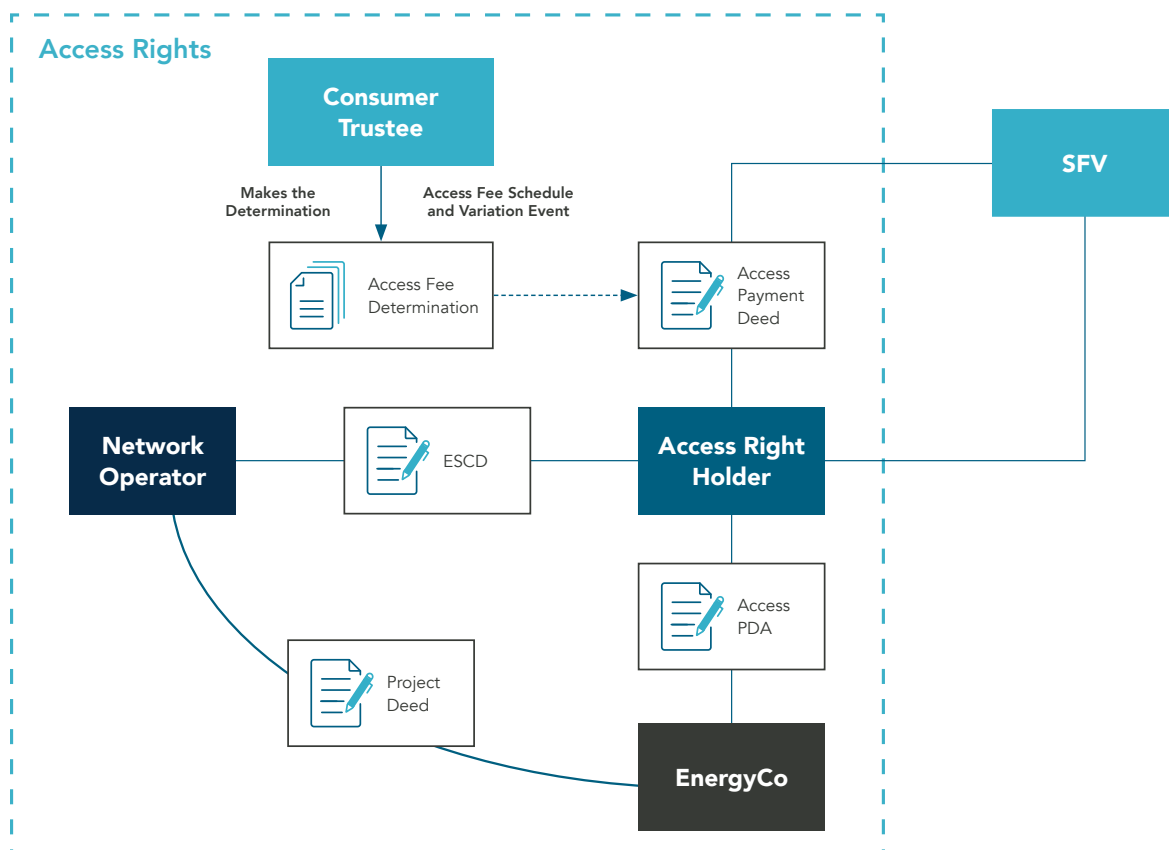 Access Rights
Consumer
Trustee
SFV
Makes the
Determination
Access Fee Schedule
and Variation Event
Access Fee
Determination
Access
Payment
Deed
Network
Operator
ESCD
Access Right
Holder
Access
PDA
Project
Deed
EnergyCo